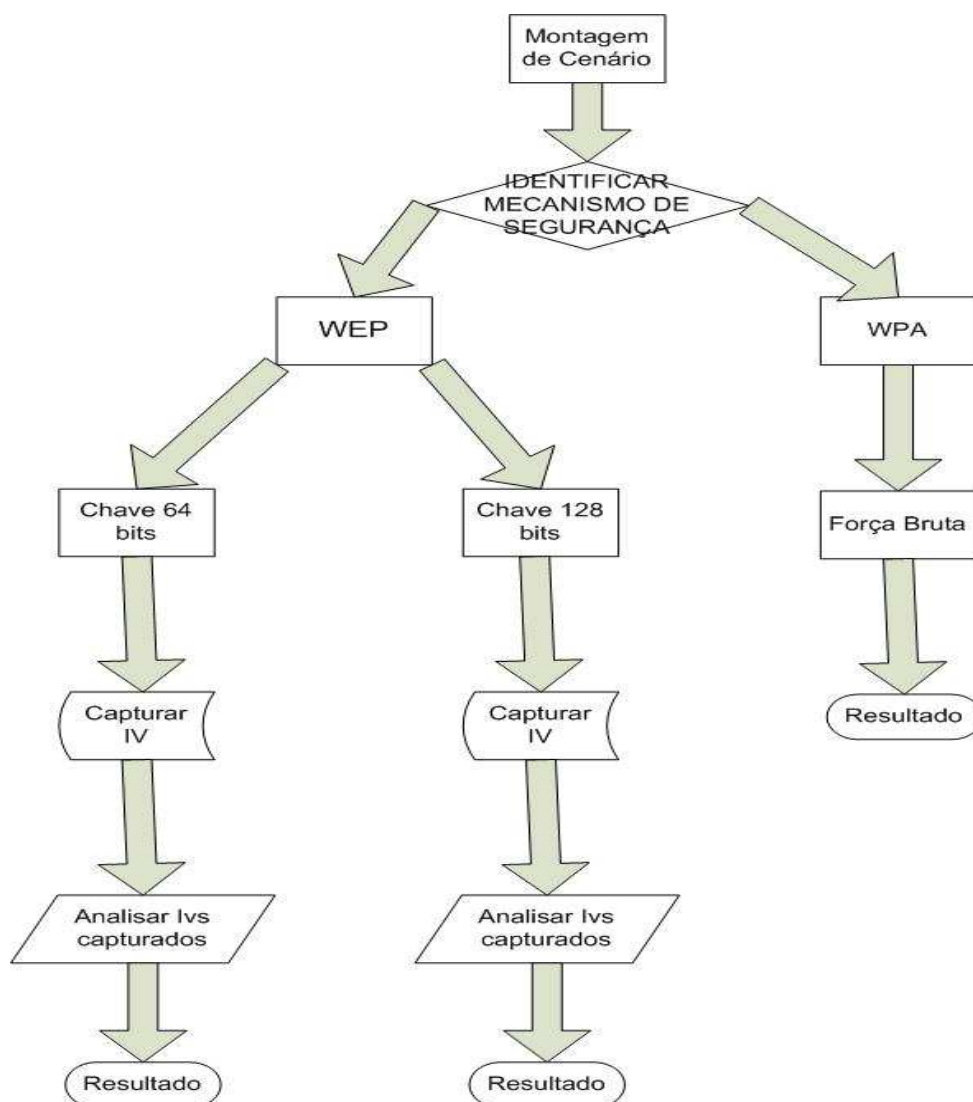 Montagem
de Cenário
IDENTIFICAR
MECANISMO DE
SEGURANÇA
WEP
WPA
Chave 64
bits
Chave 128
bits
Força Bruta
Capturar
IV
Capturar
IV
Resultado
Analisar Ivs
capturados
Analisar Ivs
capturados
Resultado
Resultado